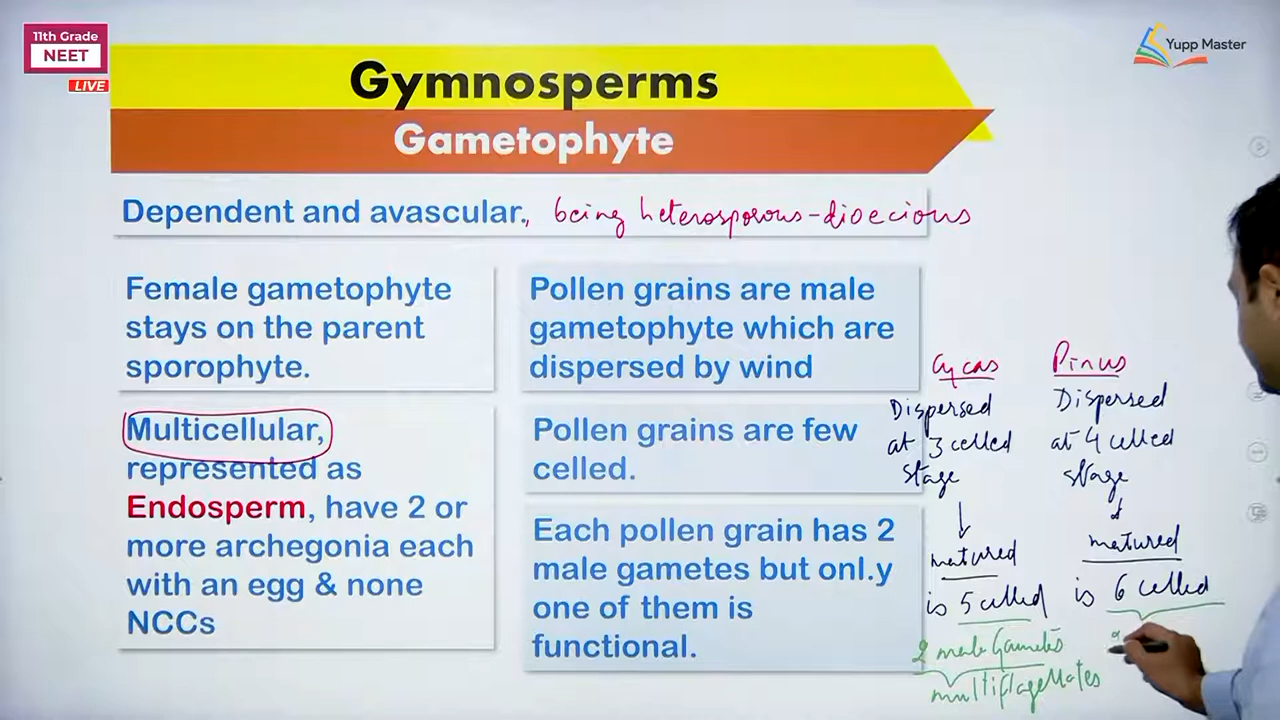 11th Grade
NEET
LIVE
Yupp Master
Gymnosperms
Gametophyte
Dependent and avascular., being heterosporous-dioecious
Female gametophyte
stays on the parent
sporophyte.
Multicellular,
represented as
Endosperm, have 2 or
more archegonia each
with an egg & none
NCCs
Pollen grains are male
gametophyte which are
dispersed by wind
Pollen grains are few
celled.
Each pollen grain has 2
male gametes but onl.y
one of them is
functional.
Cycas
Dispersed
at 3 celled
stage
matured
is 5 celled
2 male Gametes
multiflagellates
Pinus
Dispersed
at 4 celled
stage
matured
is 6 celled